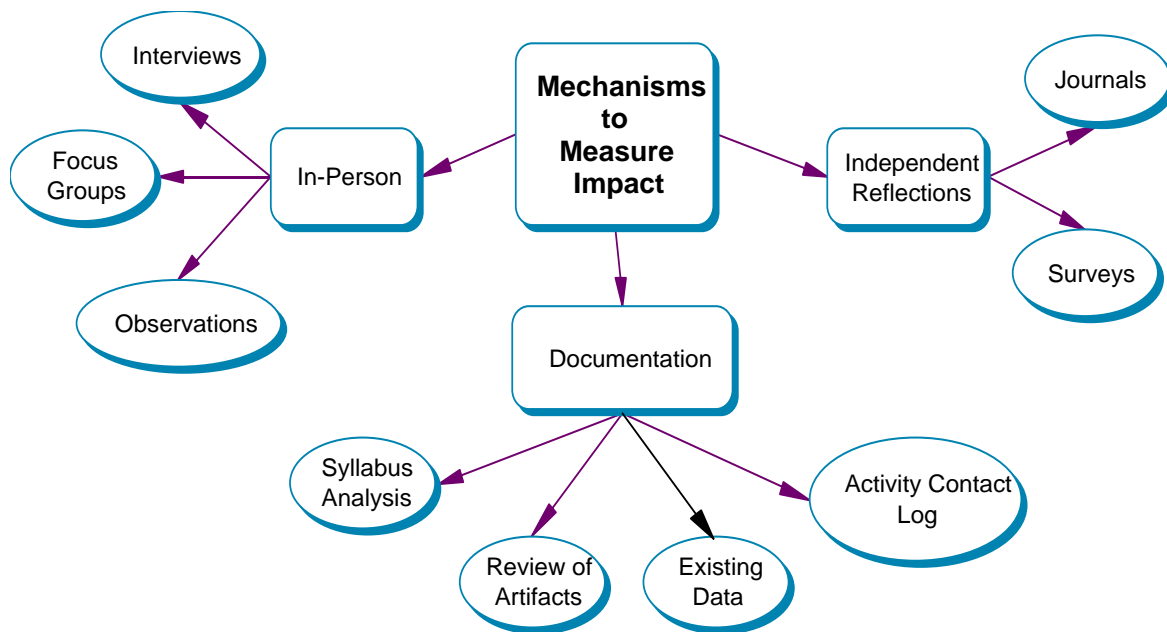 Mechanisms
to
Measure
Impact
In-Person
Interviews
Focus
Groups
Observations
Independent
Reflections
Journals
Surveys
Documentation
Syllabus
Analysis
Review of
Artifacts
Existing
Data
Activity Contact
Log